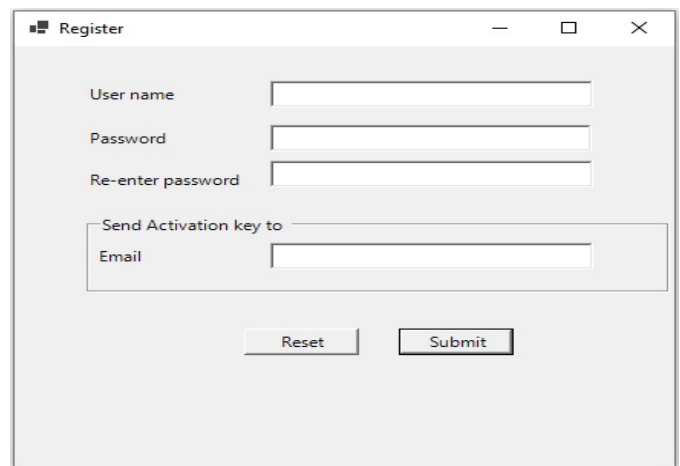 Register
User name
Password
Re-enter password
Send Activation key to
Email
Reset Submit